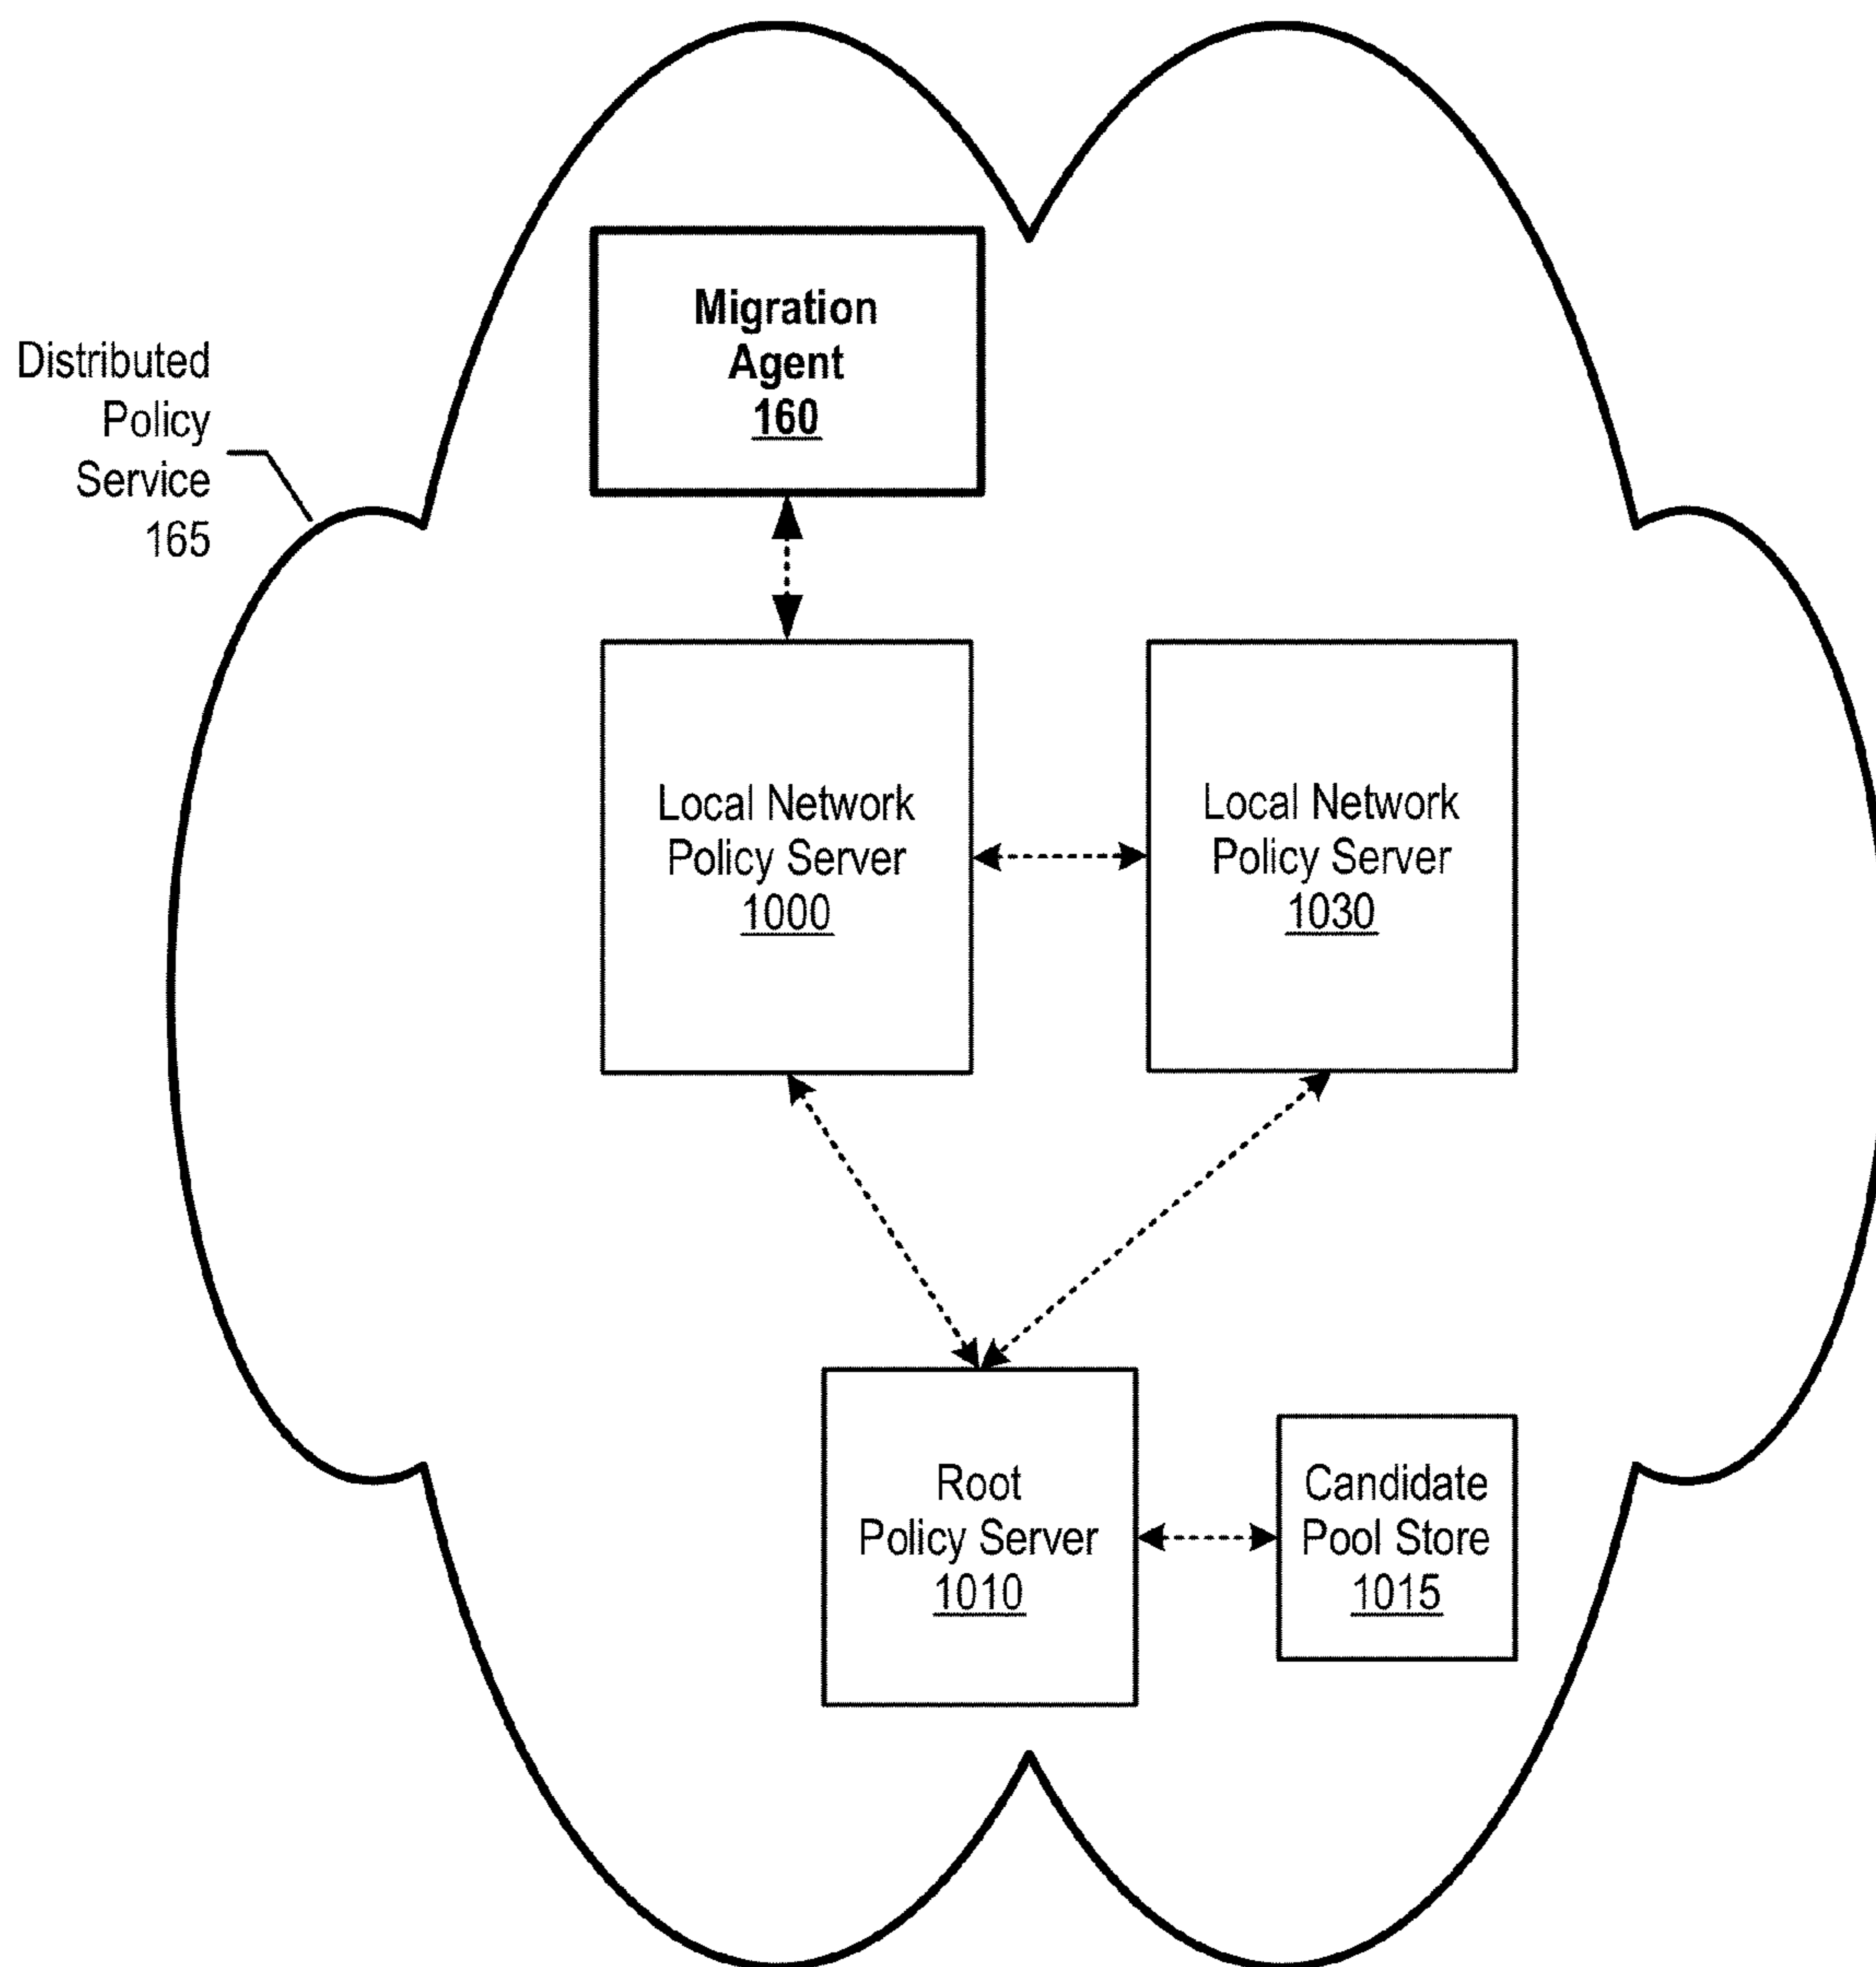 Migration
Agent
160
Distributed
Policy
Service
165
Local Network
Policy Server
1000
Local Network
Policy Server
1030
Root
Policy Server
1010
Candidate
Pool Store
1015